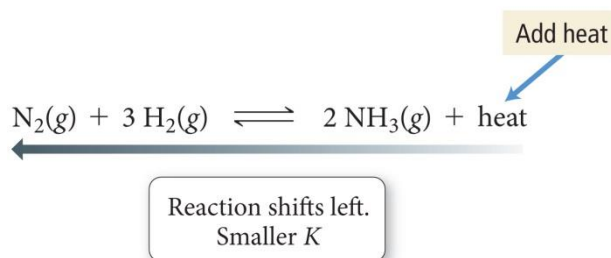 Add heat
N₂(g) + 3 H₂(g) ⇌ 2 NH₃(g) + heat
Reaction shifts left.
Smaller K